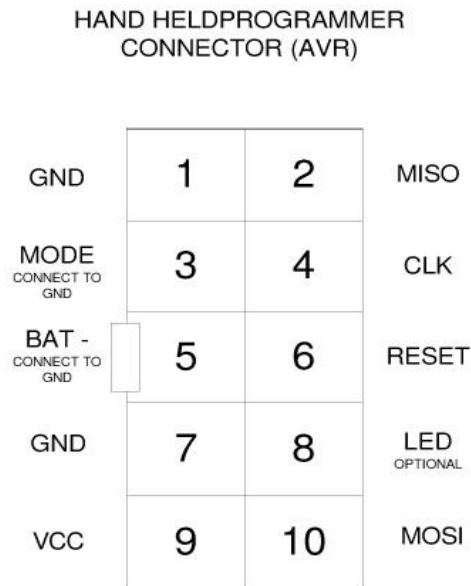 HAND HELDPROGRAMMER
CONNECTOR (AVR)
GND 1 2 MISO
MODE 3 4 CLK
CONNECT TO
GND
BAT - 5 6 RESET
CONNECT TO
GND
GND 7 8 LED
OPTIONAL
VCC 9 10 MOSI